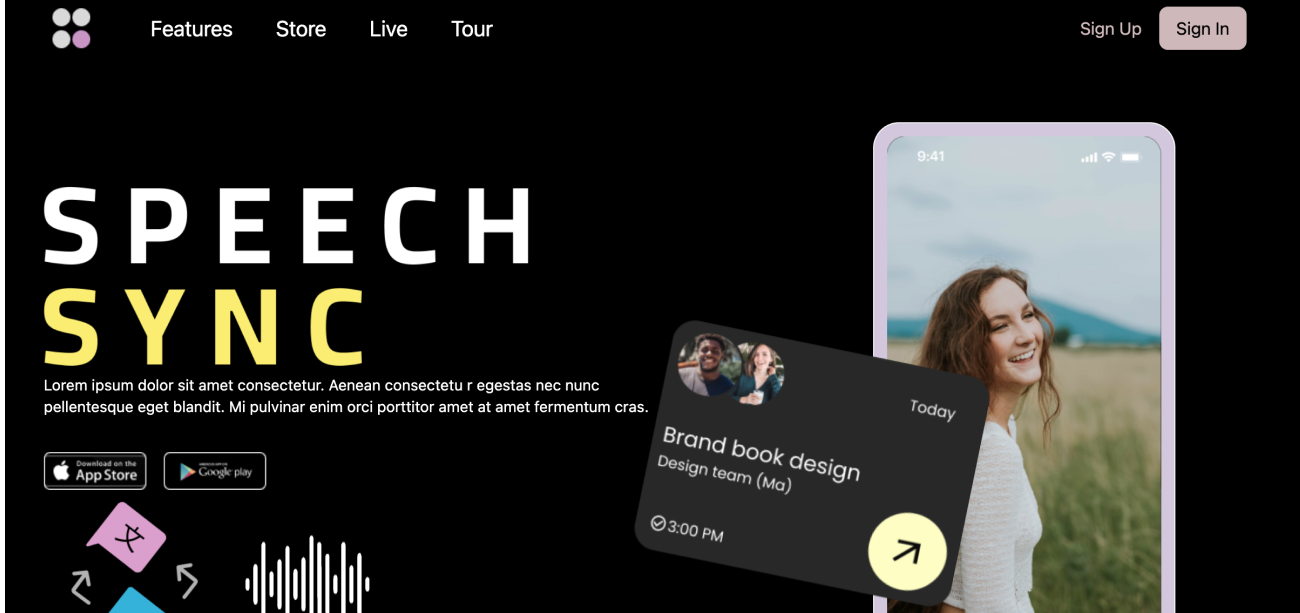 Features Store Live Tour Sign Up Sign In
9:41
SPEECH
SYNC
Lorem ipsum dolor sit amet consectetur. Aenean consectetu r egestas nec nunc
pellentesque eget blandit. Mi pulvinar enim orci porttitor amet at amet fermentum cras.
Today
Brand book design
Design team (Ma)
3:00 PM
Download on the
App Store
Google play
文